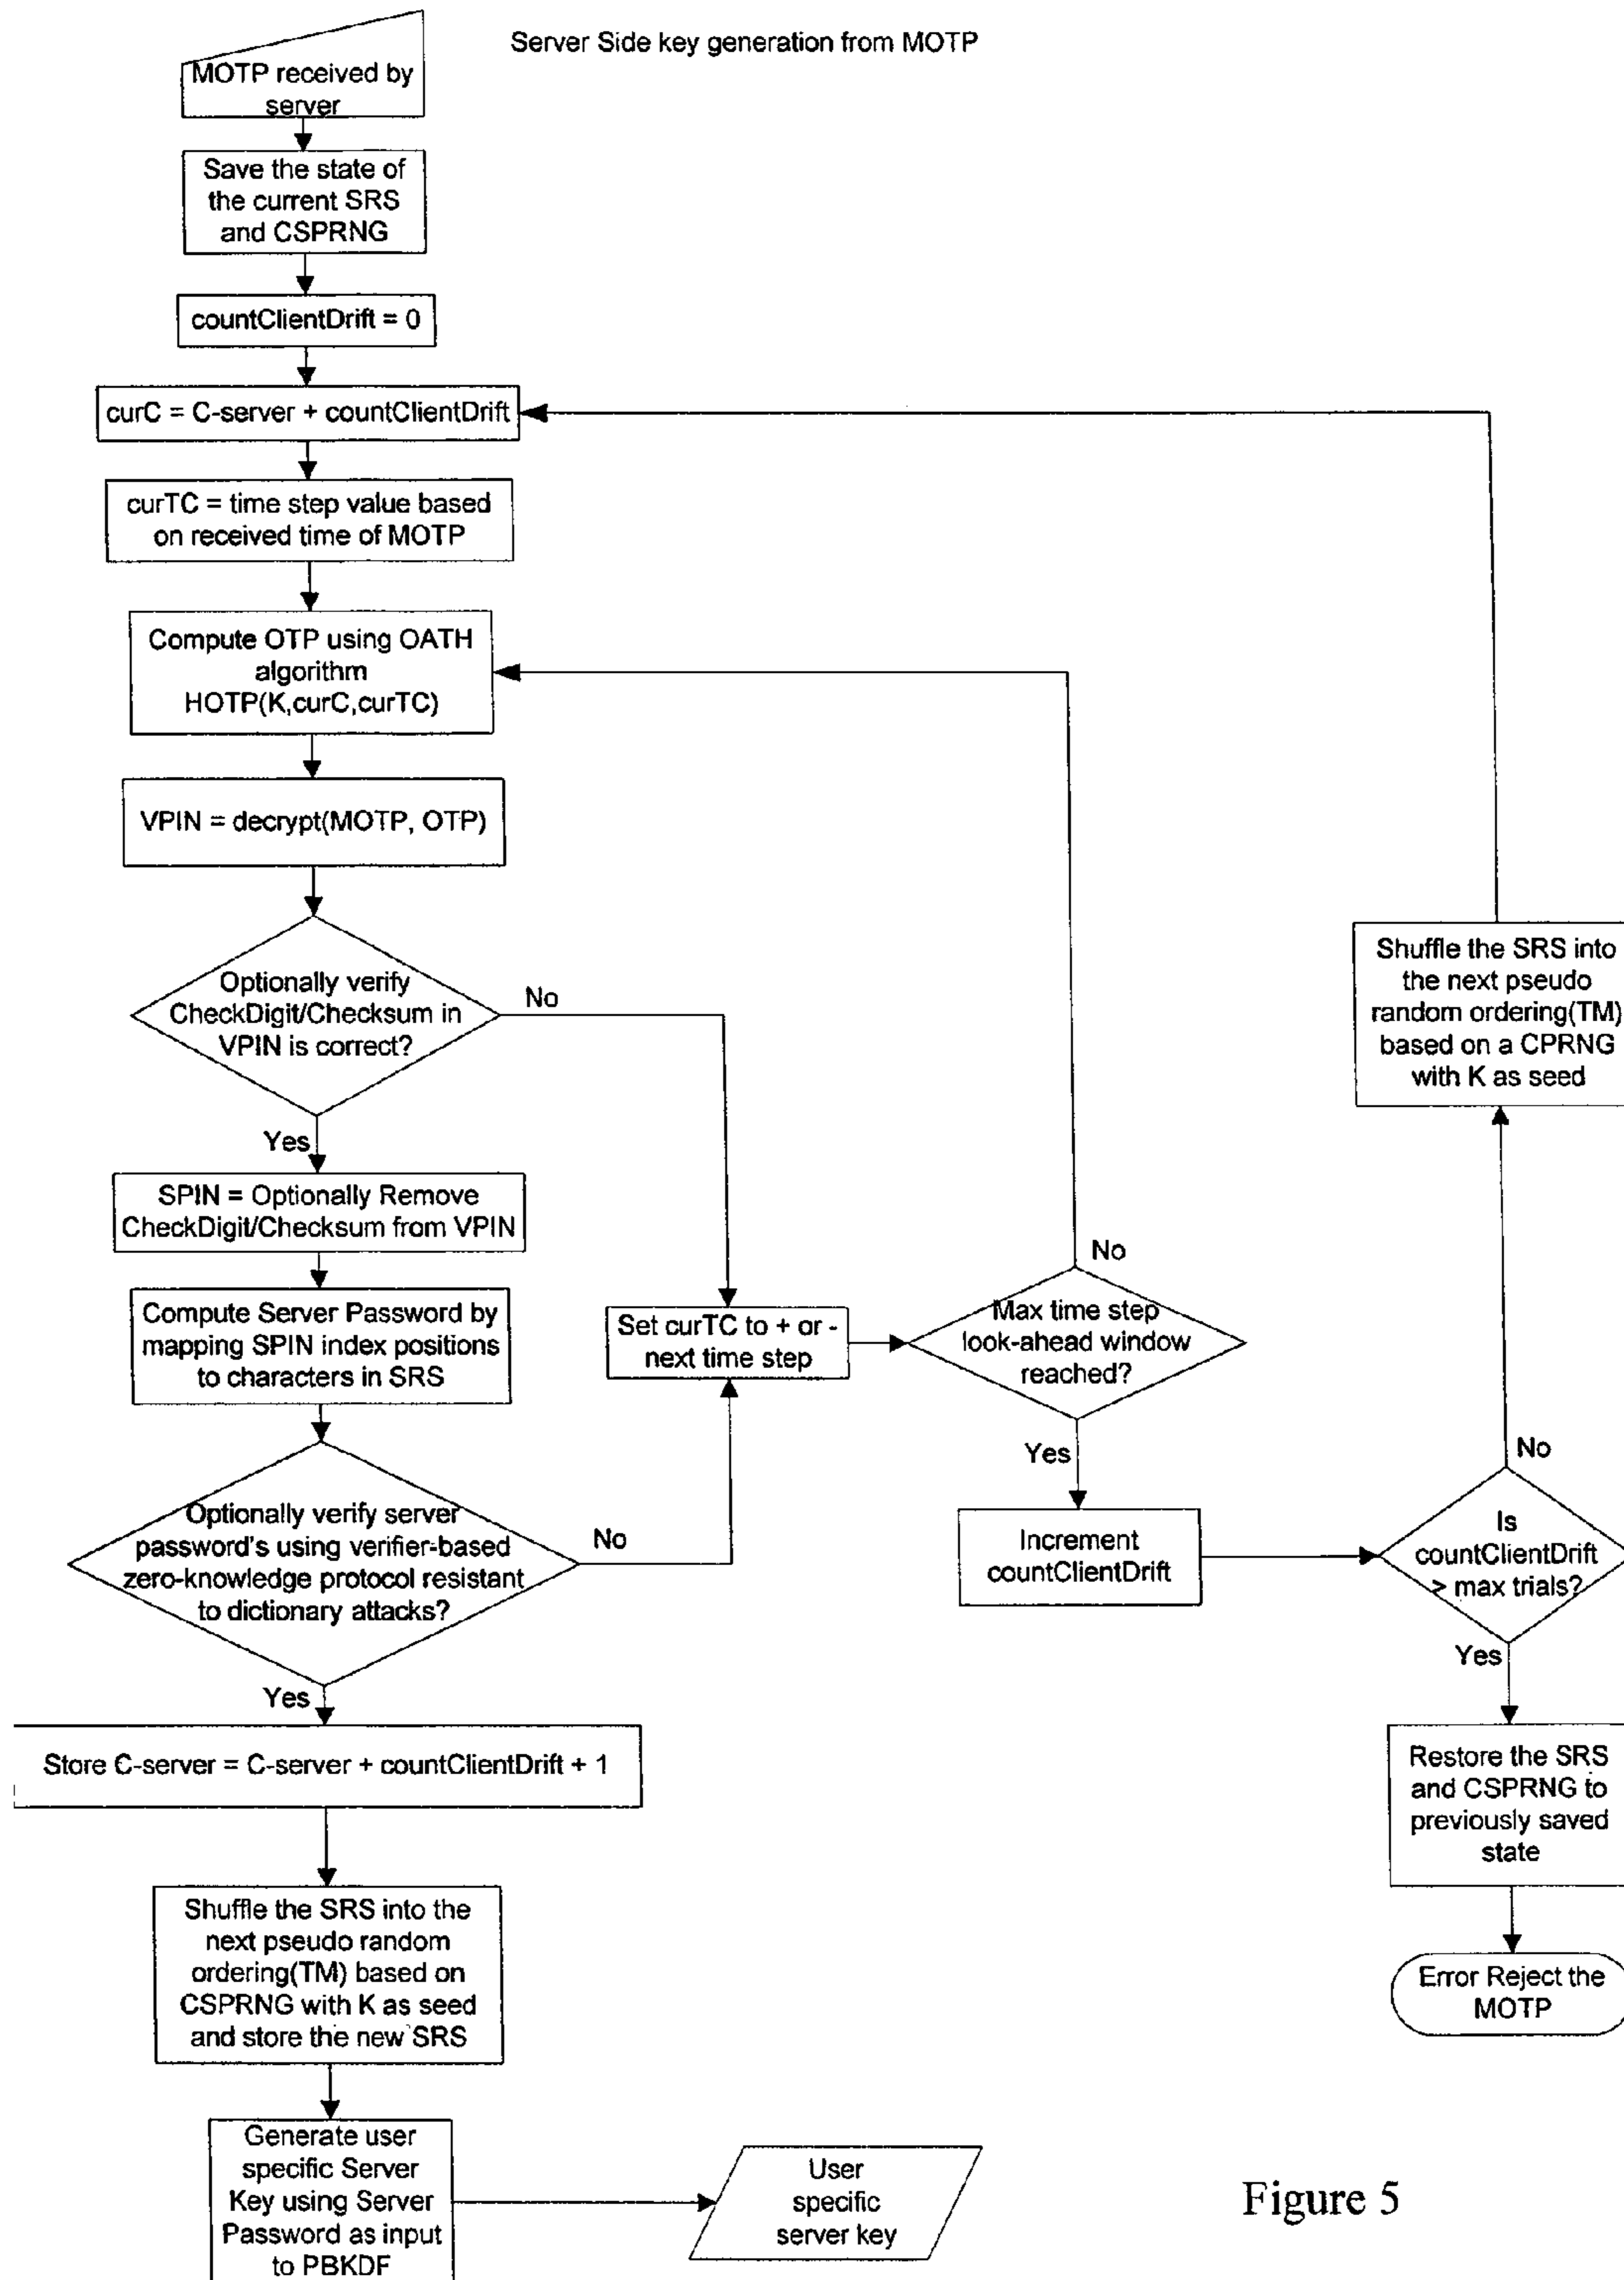 Server Side key generation from MOTP
MOTP received by
server
Save the state of
the current SRS
and CSPRNG
countClientDrift = 0
curC = C-server + countClientDrift
curTC = time step value based
on received time of MOTP
Compute OTP using OATH
algorithm
HOTP(K,curC,curTC)
VPIN = decrypt(MOTP, OTP)
Optionally verify
CheckDigit/Checksum in
VPIN is correct?
No
Yes
SPIN = Optionally Remove
CheckDigit/Checksum from VPIN
Compute Server Password by
mapping SPIN index positions
to characters in SRS
Optionally verify server
password's using verifier-based
zero-knowledge protocol resistant
to dictionary attacks?
No
Yes
Set curTC to + or -
next time step
Max time step
look-ahead window
reached?
No
Yes
Increment
countClientDrift
Is
countClientDrift
> max trials?
No
Yes
Shuffle the SRS into
the next pseudo
random ordering(TM)
based on a CPRNG
with K as seed
Restore the SRS
and CSPRNG to
previously saved
state
Error Reject the
MOTP
Store C-server = C-server + countClientDrift + 1
Shuffle the SRS into the
next pseudo random
ordering(TM) based on
CSPRNG with K as seed
and store the new SRS
Generate user
specific Server
Key using Server
Password as input
to PBKDF
User
specific
server key
Figure 5